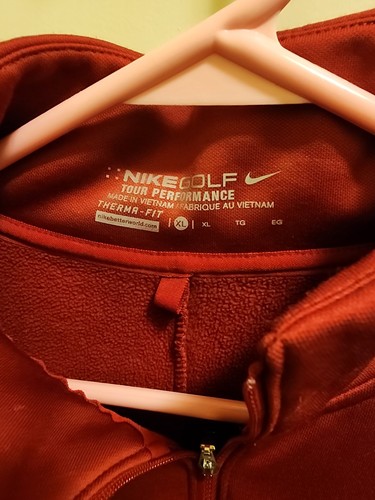 NIKEGOLF
TOUR PERFORMANCE
MADE IN VIETNAM / FABRIQUE AU VIETNAM
THERMA-FIT
nikebetterworld.com | XL | XL TG EG